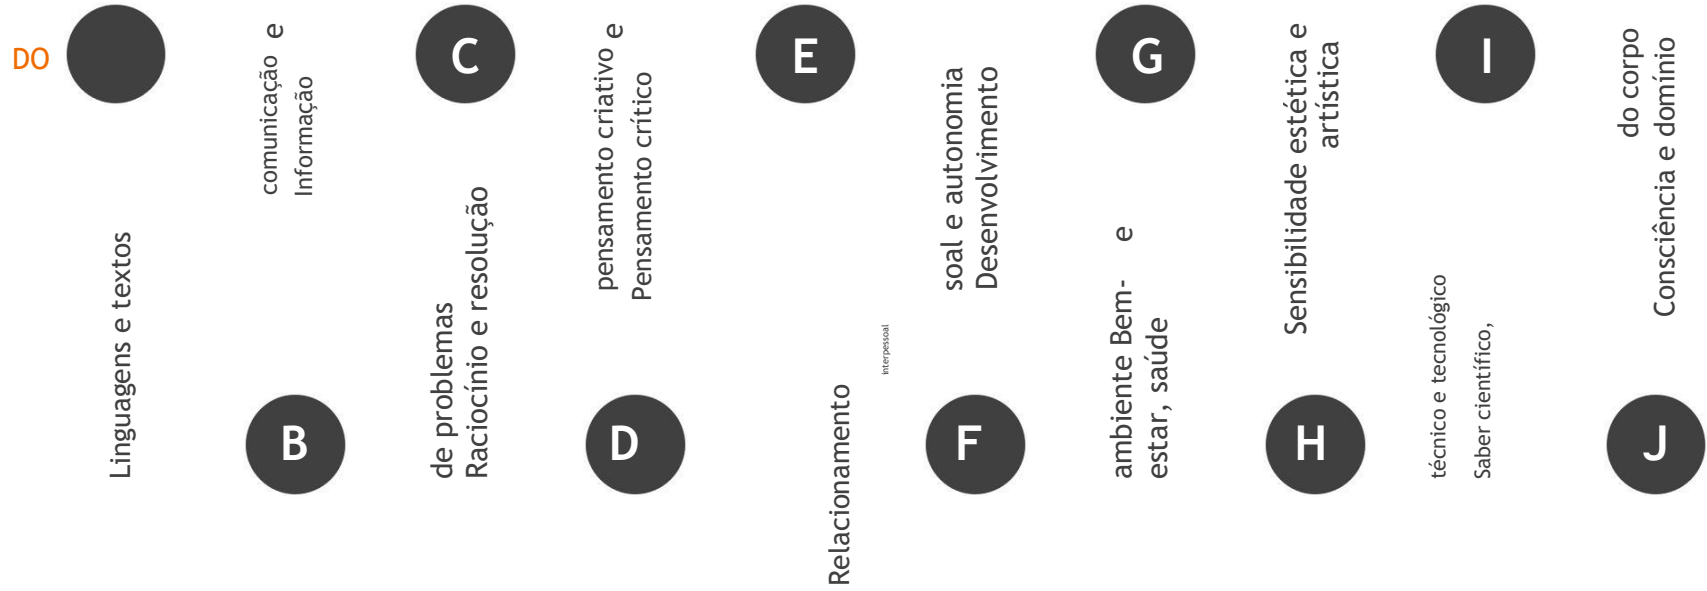 DO
Linguagens e textos
B
comunicação e
Informação
C
de problemas
Raciocínio e resolução
D
pensamento criativo e
Pensamento crítico
E
Relacionamento
interpessoal
F
soal e autonomia
Desenvolvimento
G
ambiente Bem- e
estar, saúde
H
Sensibilidade estética e
artística
I
técnico e tecnológico
Saber científico,
J
do corpo
Consciência e domínio